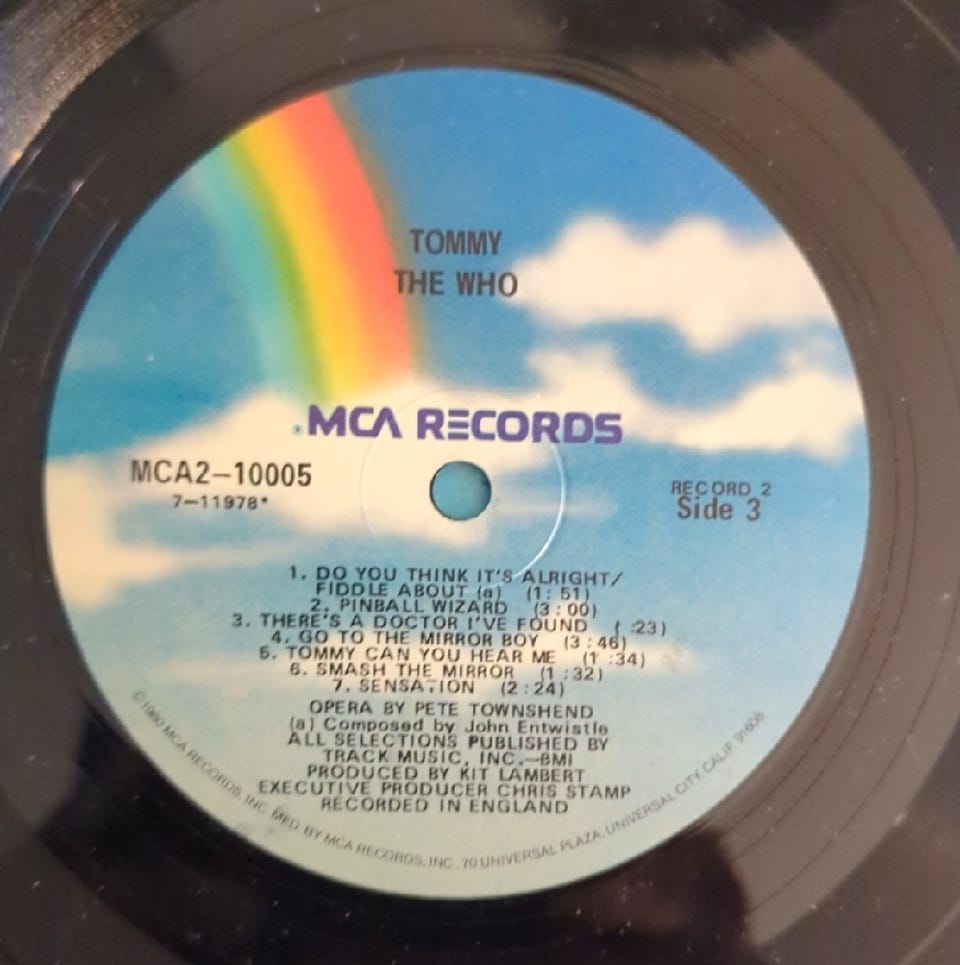 TOMMY
THE WHO
MCA RECORDS
MCA2-10005
7-11978*
RECORD 2
Side 3
1. DO YOU THINK IT'S ALRIGHT/
FIDDLE ABOUT (a) (1:51)
2. PINBALL WIZARD (3:00)
3. THERE'S A DOCTOR I'VE FOUND ( :23)
4. GO TO THE MIRROR BOY (3:46)
5. TOMMY CAN YOU HEAR ME (1:34)
6. SMASH THE MIRROR (1:32)
7. SENSATION (2:24)
OPERA BY PETE TOWNSHEND
(a) Composed by John Entwistle
ALL SELECTIONS PUBLISHED BY
TRACK MUSIC, INC.—BMI
PRODUCED BY KIT LAMBERT
EXECUTIVE PRODUCER CHRIS STAMP
RECORDED IN ENGLAND
©1980 MCA RECORDS, INC. MFD. BY MCA RECORDS, INC., 70 UNIVERSAL PLAZA, UNIVERSAL CITY, CALIF. 91608